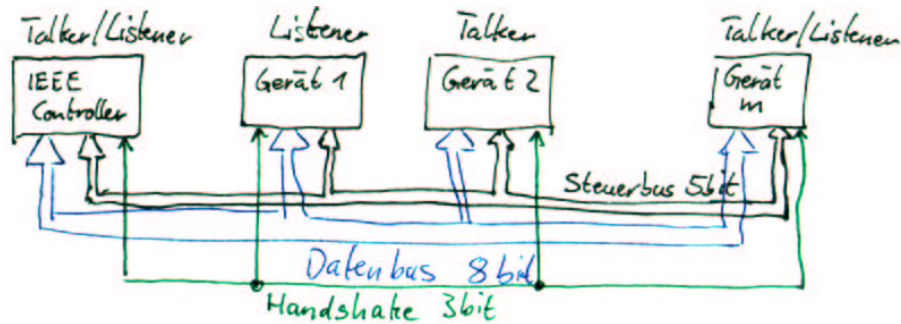 Talker/Listener
Listener
Talker
Talker/Listener
IEEE
Controller
Gerät 1
Gerät 2
Gerät
m
Steuerbus 5bit
Datenbus 8bit
Handshake 3bit